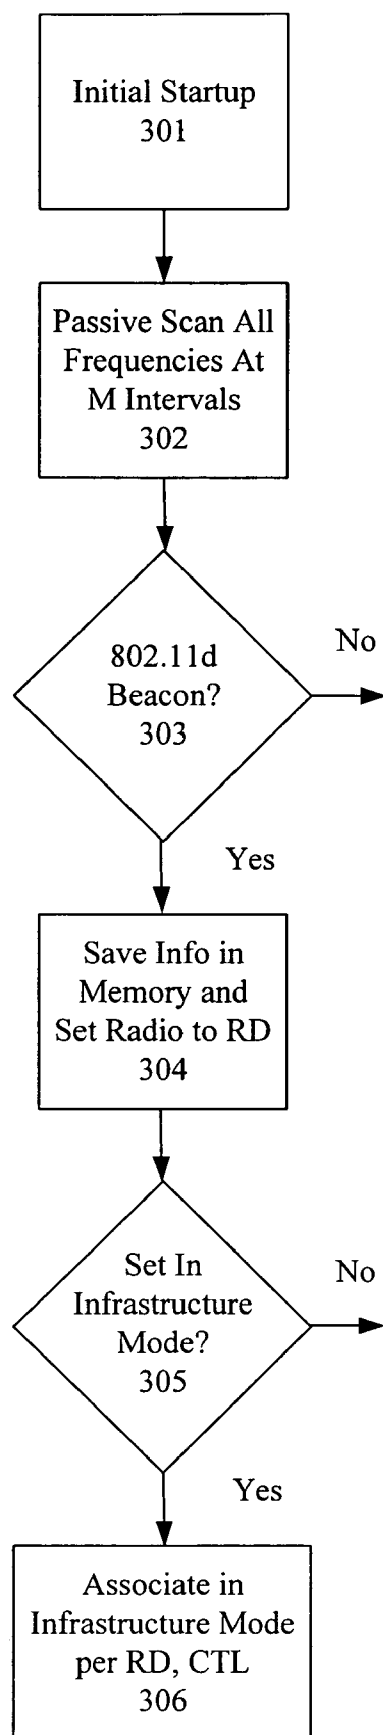 Initial Startup
301
Passive Scan All
Frequencies At
M Intervals
302
802.11d
Beacon?
303
No
Yes
Save Info in
Memory and
Set Radio to RD
304
Set In
Infrastructure
Mode?
305
No
Yes
Associate in
Infrastructure Mode
per RD, CTL
306